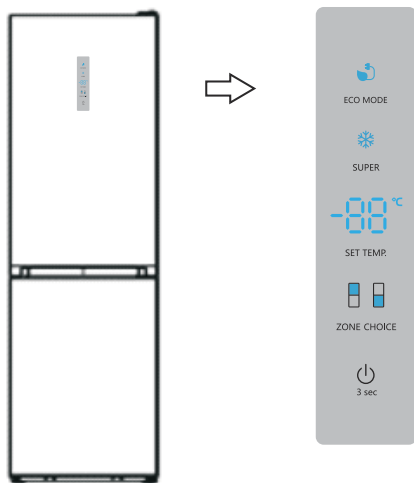 ECO MODE
SUPER
-88 °C
SET TEMP.
ZONE CHOICE
3 sec